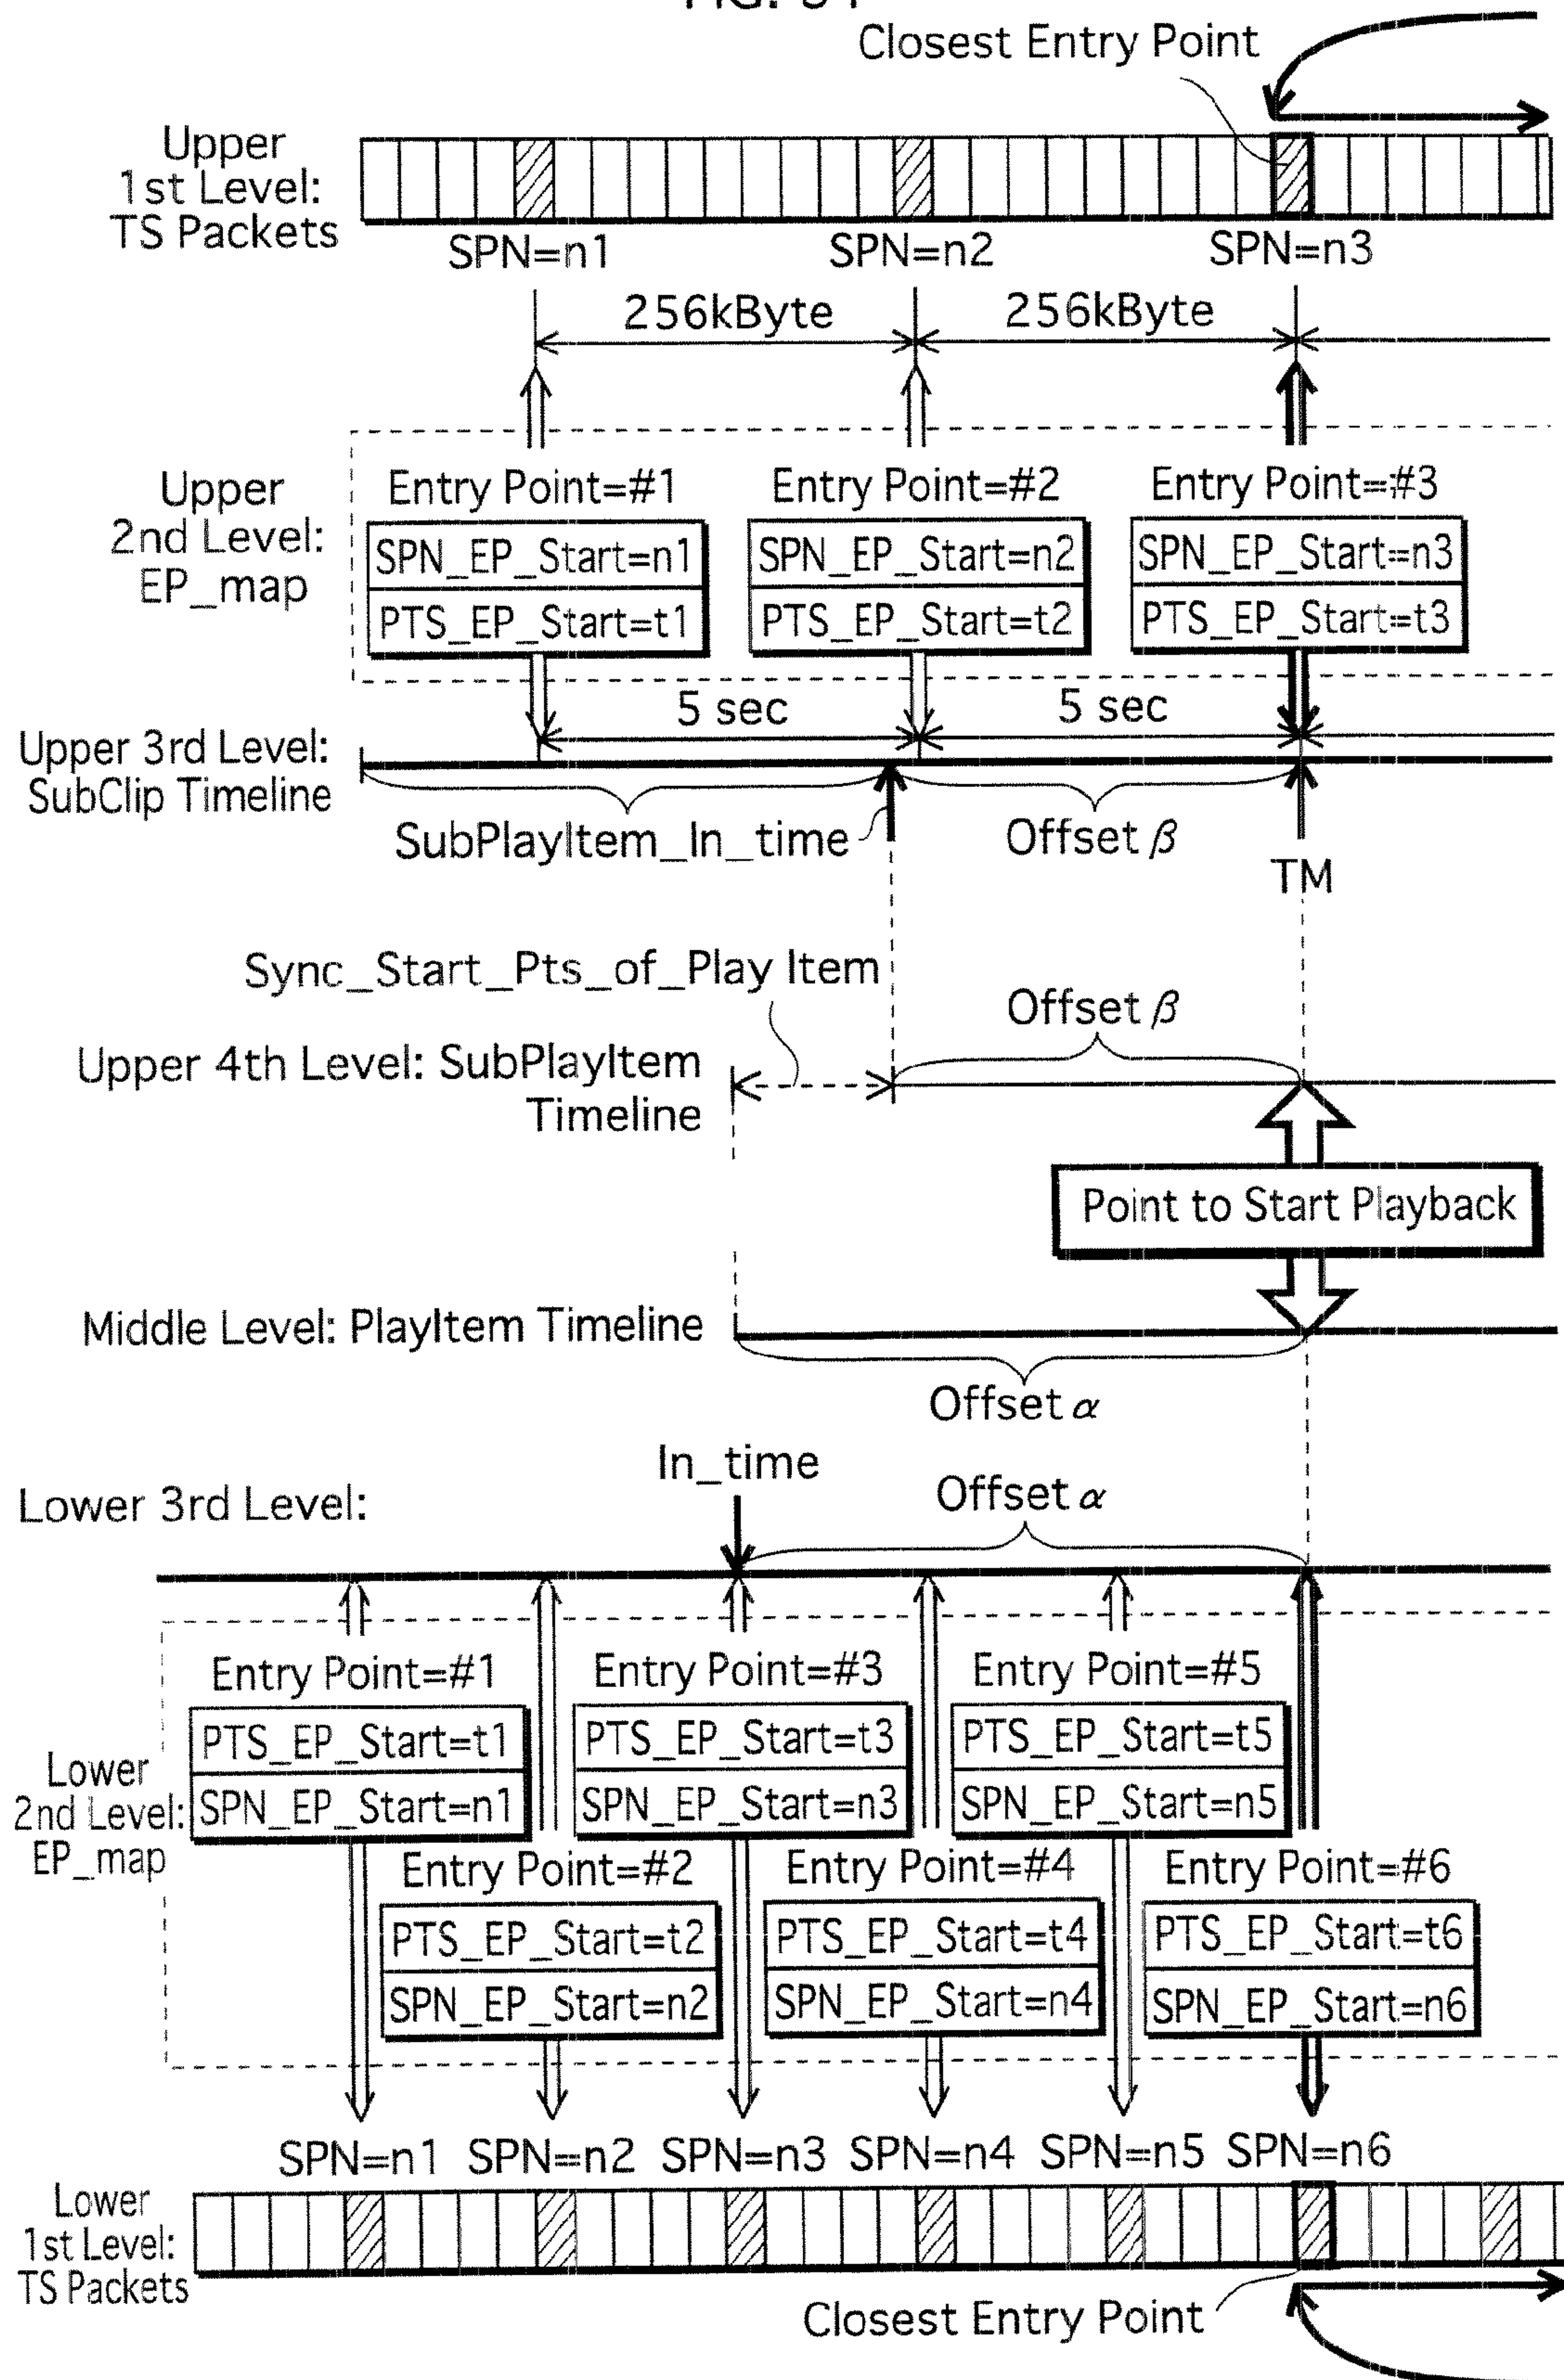 Closest Entry Point
Upper
1st Level:
TS Packets
SPN=n1 SPN=n2 SPN=n3
256kByte 256kByte
Upper
2nd Level:
EP_map
Entry Point=#1 Entry Point=#2 Entry Point=#3
SPN_EP_Start=n1 SPN_EP_Start=n2 SPN_EP_Start=n3
PTS_EP_Start=t1 PTS_EP_Start=t2 PTS_EP_Start=t3
5 sec 5 sec
Upper 3rd Level:
SubClip Timeline
SubPlayItem_In_time Offset β
TM
Sync_Start_Pts_of_Play Item
Offset β
Upper 4th Level: SubPlayItem
Timeline
Point to Start Playback
Middle Level: PlayItem Timeline
Offset α
In_time
Lower 3rd Level: Offset α
Entry Point=#1 Entry Point=#3 Entry Point=#5
PTS_EP_Start=t1 PTS_EP_Start=t3 PTS_EP_Start=t5
SPN_EP_Start=n1 SPN_EP_Start=n3 SPN_EP_Start=n5
Lower
2nd Level:
EP_map
Entry Point=#2 Entry Point=#4 Entry Point=#6
PTS_EP_Start=t2 PTS_EP_Start=t4 PTS_EP_Start=t6
SPN_EP_Start=n2 SPN_EP_Start=n4 SPN_EP_Start=n6
SPN=n1 SPN=n2 SPN=n3 SPN=n4 SPN=n5 SPN=n6
Lower
1st Level:
TS Packets
Closest Entry Point